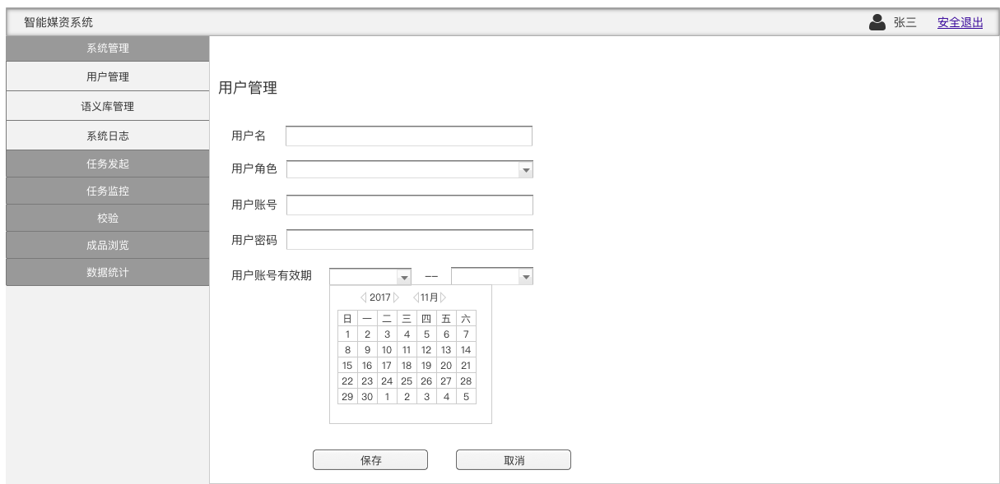 智能媒资系统
张三 安全退出
系统管理
用户管理
语义库管理
系统日志
任务发起
任务监控
校验
成品浏览
数据统计
用户管理
用户名
用户角色
用户账号
用户密码
用户账号有效期 --
2017 11月
日 一 二 三 四 五 六
1 2 3 4 5 6 7
8 9 10 11 12 13 14
15 16 17 18 19 20 21
22 23 24 25 26 27 28
29 30 1 2 3 4 5
保存 取消